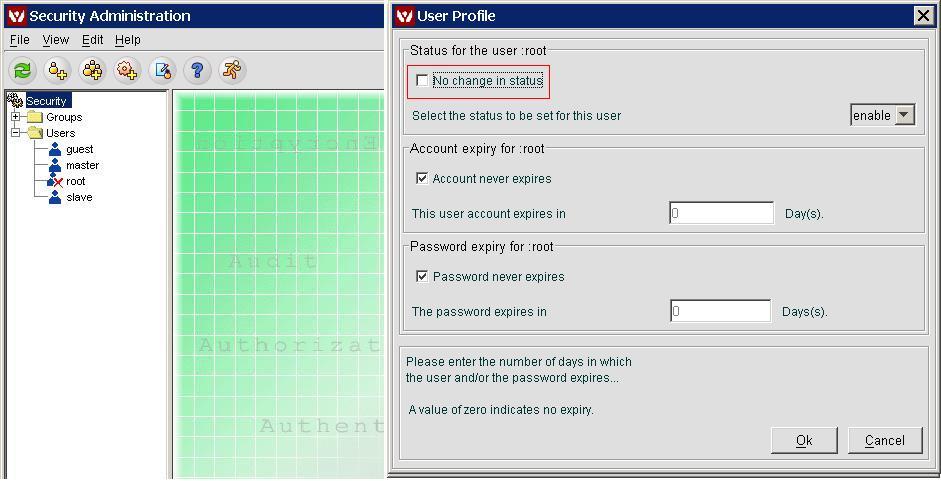 Security Administration
File View Edit Help
Security
Groups
Users
guest
master
root
slave
Encryption
Audit
Authorizat
Authent
User Profile
Status for the user :root
No change in status
Select the status to be set for this user enable
Account expiry for :root
Account never expires
This user account expires in 0 Day(s).
Password expiry for :root
Password never expires
The password expires in 0 Days(s).
Please enter the number of days in which
the user and/or the password expires...
A value of zero indicates no expiry.
Ok Cancel